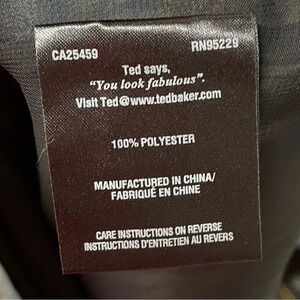 CA25459 RN95229
Ted says,
"You look fabulous".
Visit Ted@www.tedbaker.com
100% POLYESTER
MANUFACTURED IN CHINA/
FABRIQUÉ EN CHINE
CARE INSTRUCTIONS ON REVERSE
INSTRUCTIONS D'ENTRETIEN AU REVERS